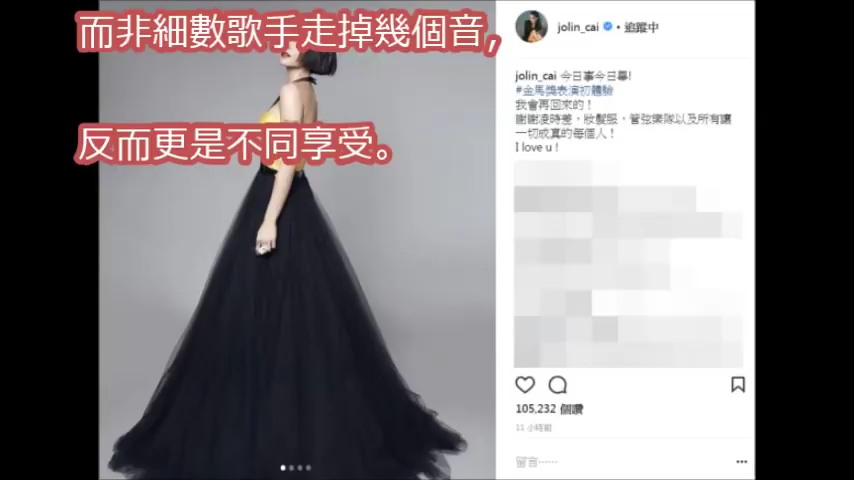 而非細數歌手走掉幾個音,
反而更是不同享受。
jolin_cai • 追蹤中
jolin_cai 今日事今日畢!
#金馬獎表演初體驗
我會再回來的！
謝謝凌時差，妝髮服，管弦樂隊以及所有讓
一切成真的每個人！
I love u！
105,232 個讚
11 小時前
留言……